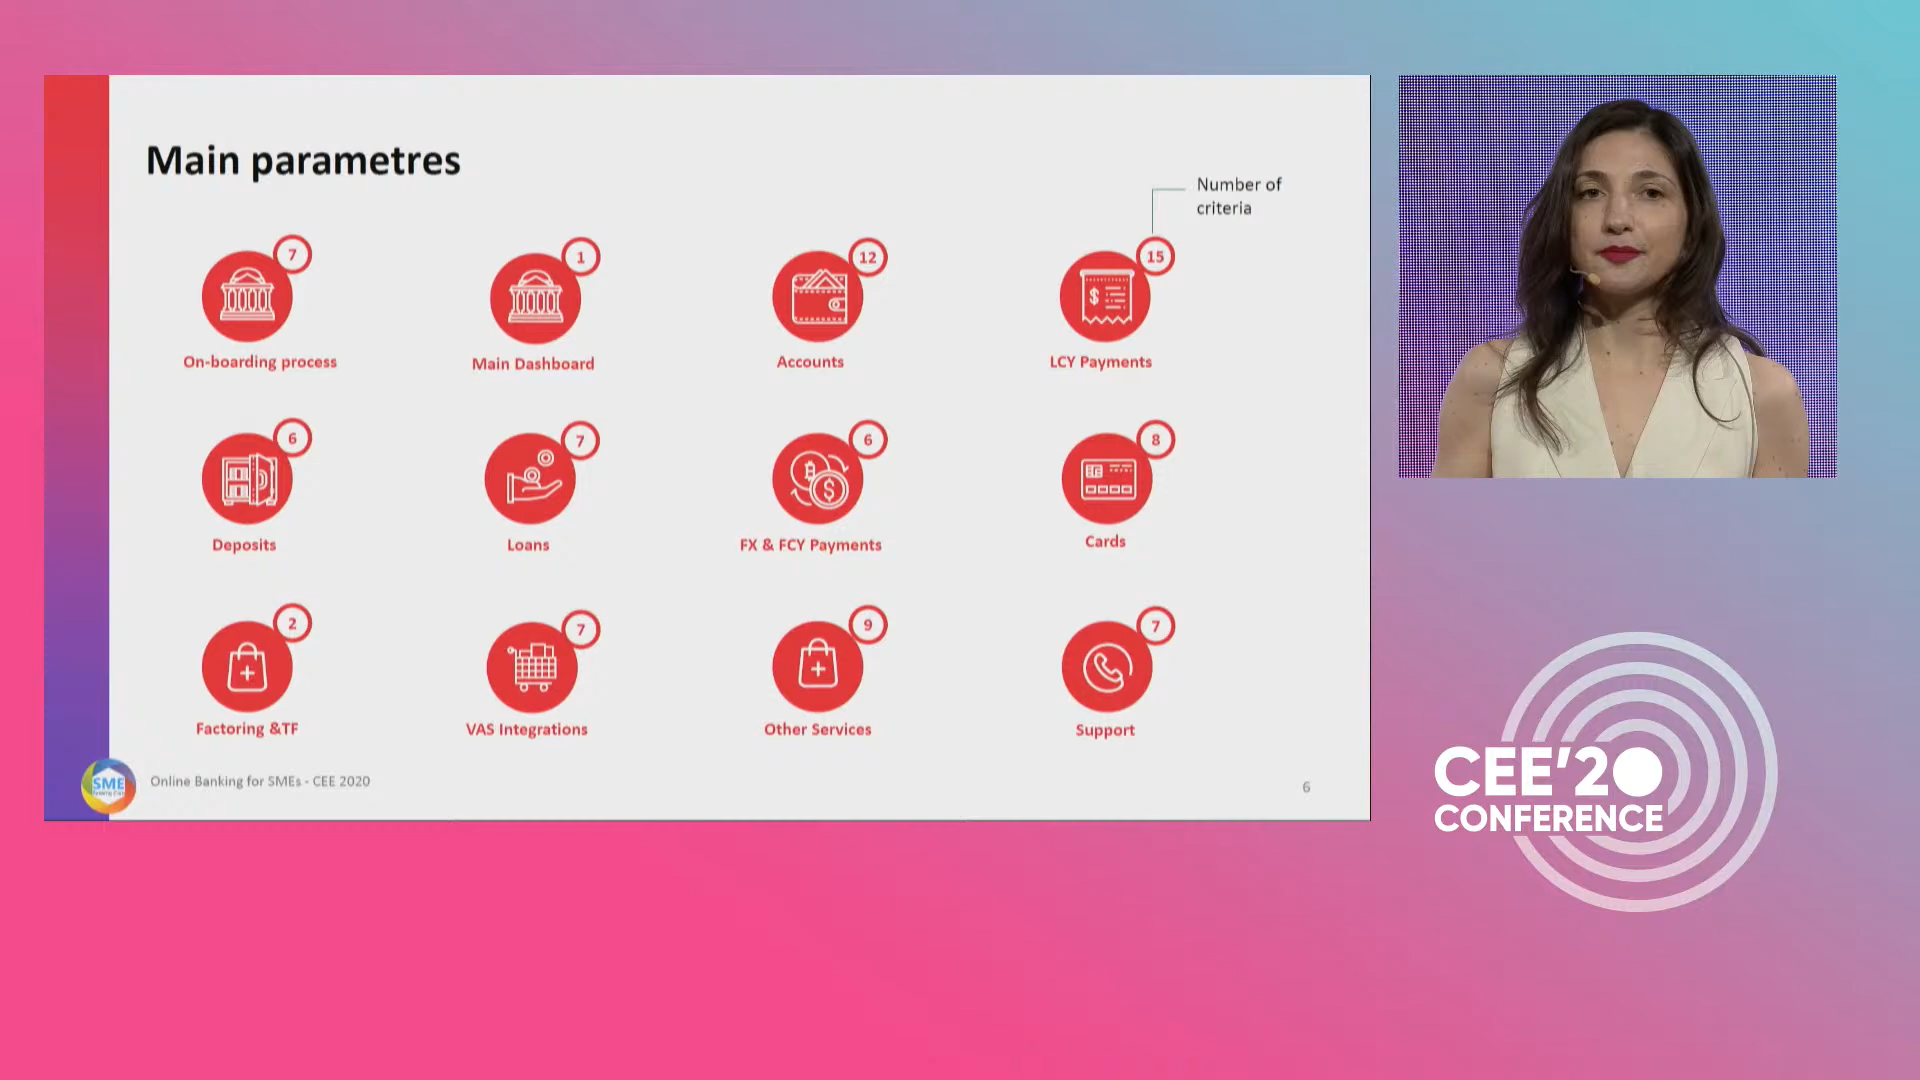 Main parametres
Number of
criteria
7
1
12
15
On-boarding process
Main Dashboard
Accounts
LCY Payments
6
7
6
8
Deposits
Loans
FX & FCY Payments
Cards
2
7
9
7
Factoring &TF
VAS Integrations
Other Services
Support
SME
Online Banking for SMEs - CEE 2020
6
CEE'20
CONFERENCE